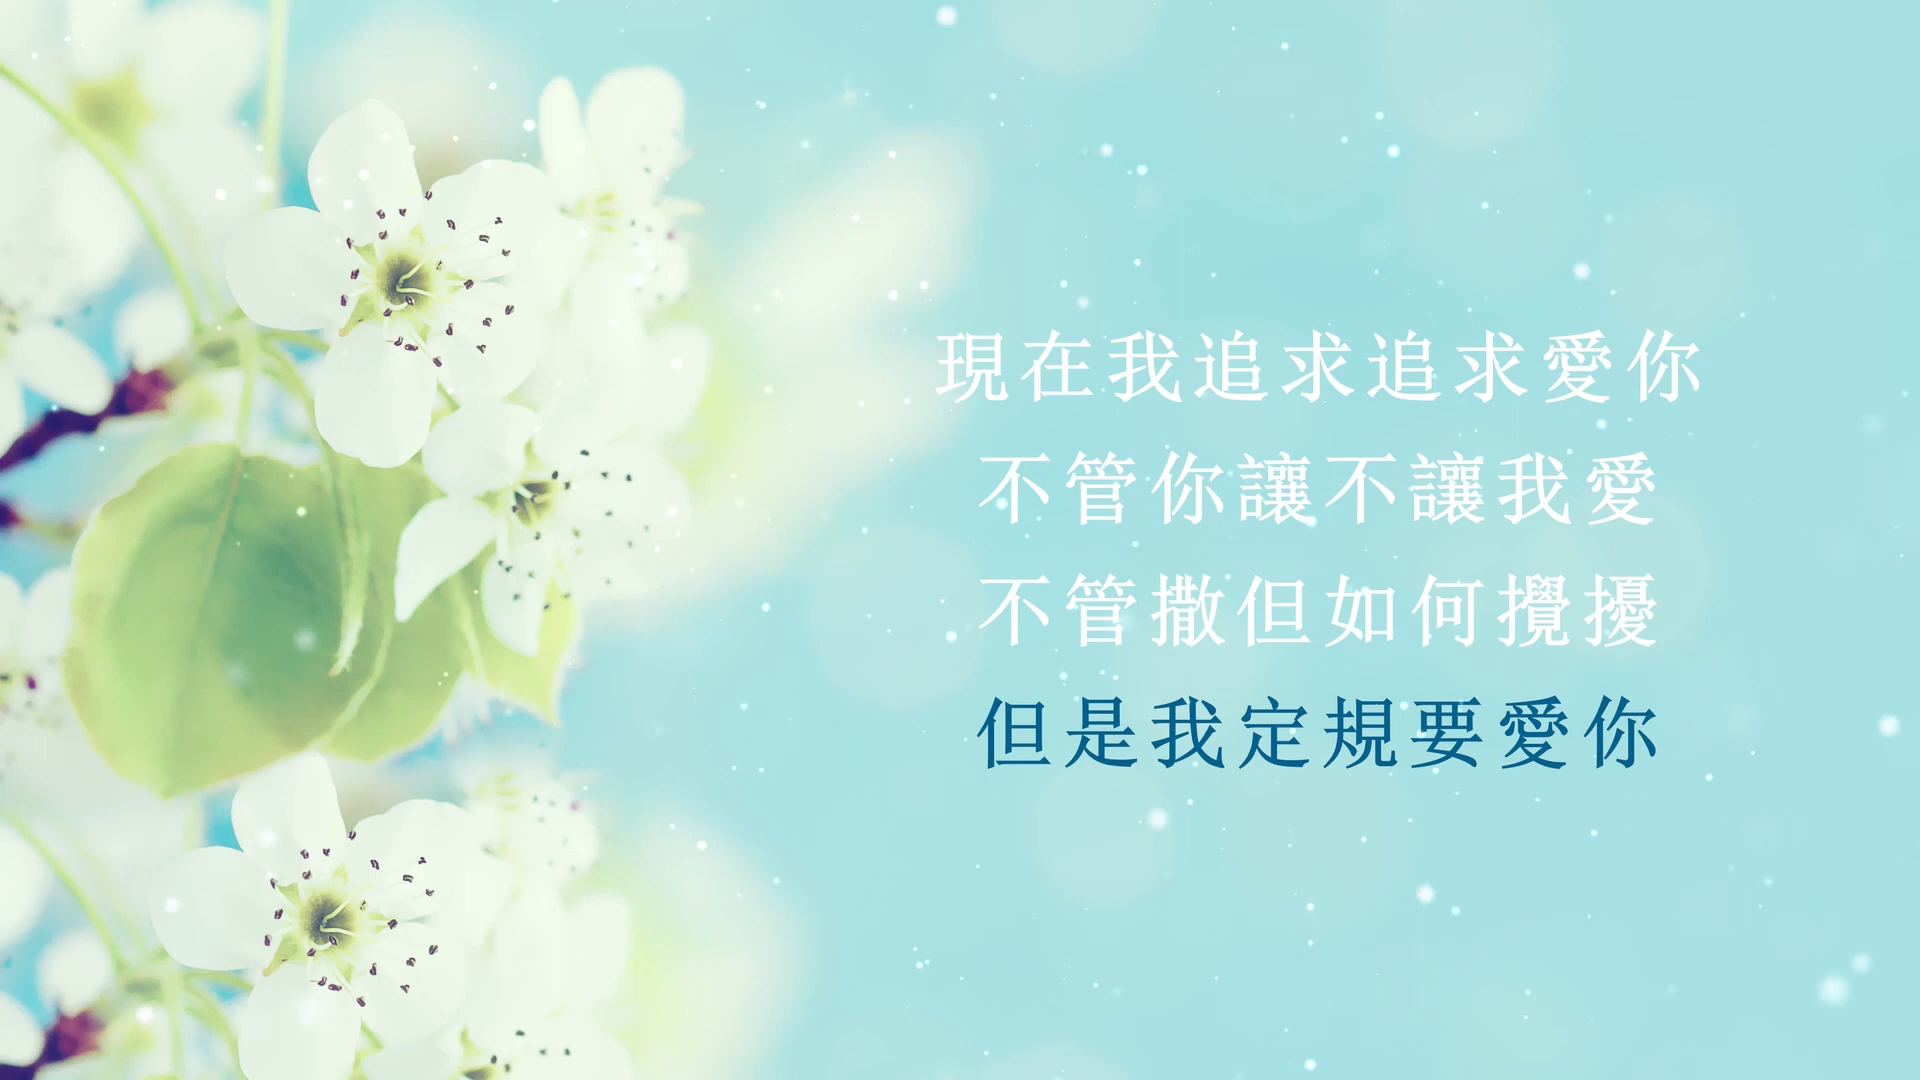 現在我追求追求愛你
不管你讓不讓我愛
不管撒但如何攪擾
但是我定規要愛你